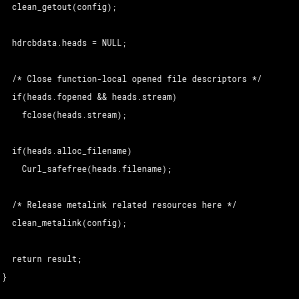 clean_getout(config);
hdrcbdata.heads = NULL;
/* Close function-local opened file descriptors */
if(heads.fopened && heads.stream)
fclose(heads.stream);
if(heads.alloc_filename)
Curl_safefree(heads.filename);
/* Release metalink related resources here */
clean_metalink(config);
return result;
}